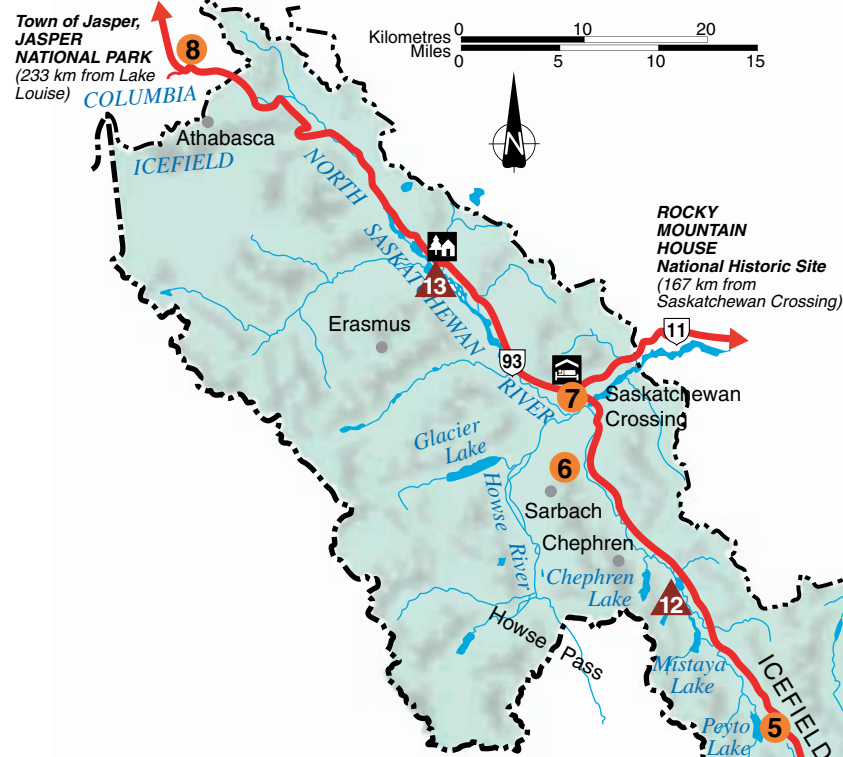 Town of Jasper,
JASPER
NATIONAL PARK
(233 km from Lake
Louise)
8
Kilometres 0 10 20
Miles 0 5 10 15
N
COLUMBIA
ICEFIELD
Athabasca
NORTH
SASKATCHEWAN
RIVER
13
Erasmus
93
ROCKY
MOUNTAIN
HOUSE
National Historic Site
(167 km from
Saskatchewan Crossing)
11
7
Saskatchewan
Crossing
Glacier
Lake
6
Sarbach
Howse
River
Chephren
Chephren
Lake
12
Howse Pass
Mistaya
Lake
ICEFIELD
Peyto
Lake
5